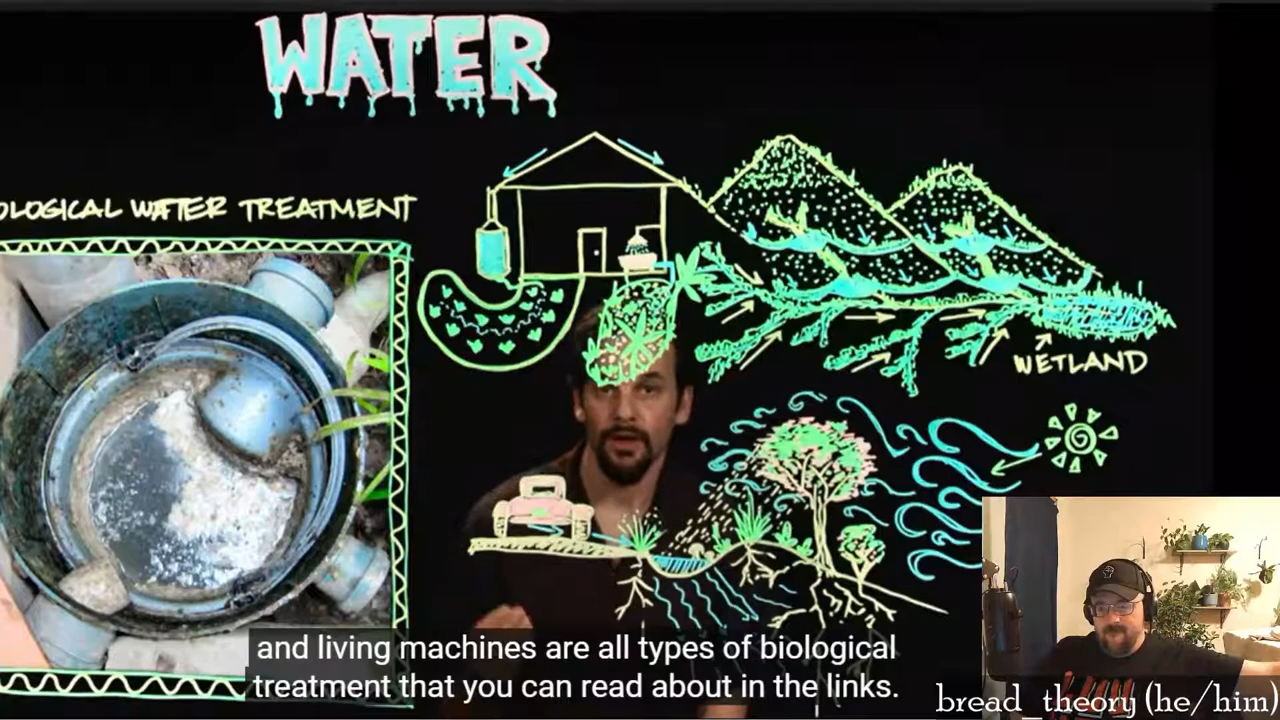 WATER
OLOGICAL WATER TREATMENT
WETLAND
and living machines are all types of biological
treatment that you can read about in the links.
bread_theory (he/him)